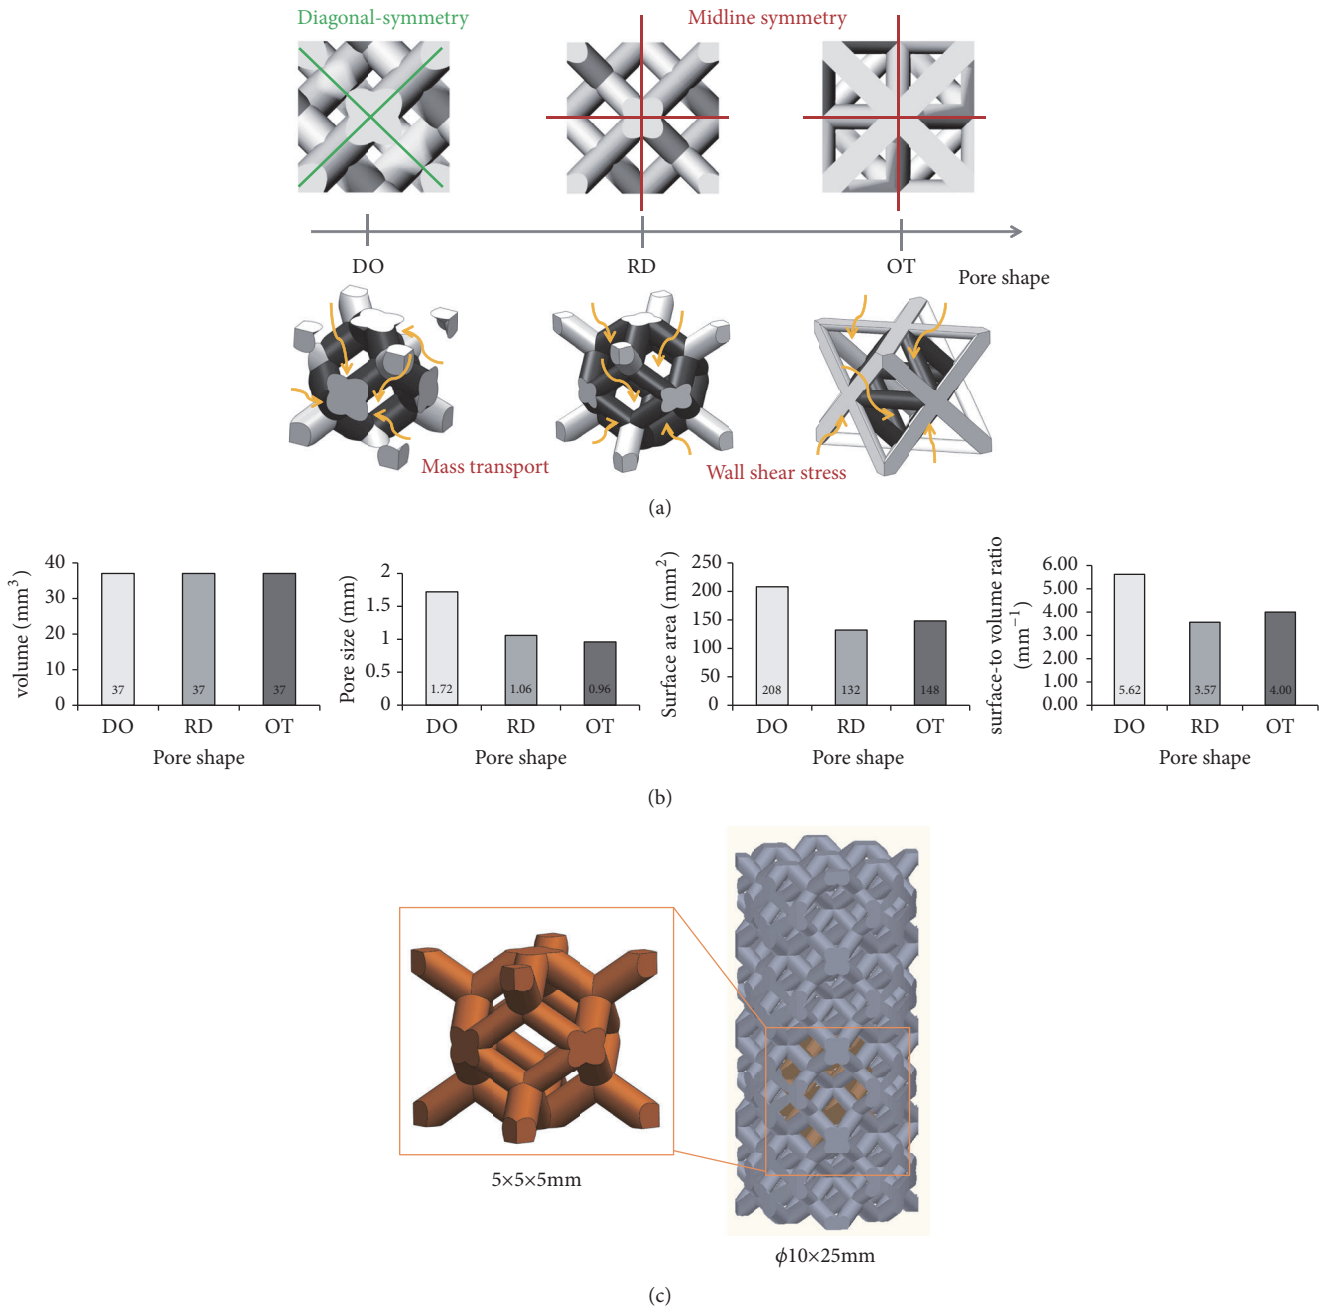 Diagonal-symmetry
Midline symmetry
DO
RD
OT
Pore shape
Mass transport
Wall shear stress
(a)
volume (mm³)
40
30
20
10
0
37
37
37
DO
RD
OT
Pore shape
Pore size (mm)
2
1.5
1
0.5
0
1.72
1.06
0.96
DO
RD
OT
Pore shape
Surface area (mm²)
250
200
150
100
50
0
208
132
148
DO
RD
OT
Pore shape
surface-to volume ratio
(mm⁻¹)
6.00
5.00
4.00
3.00
2.00
1.00
0.00
5.62
3.57
4.00
DO
RD
OT
Pore shape
(b)
5×5×5mm
ϕ10×25mm
(c)